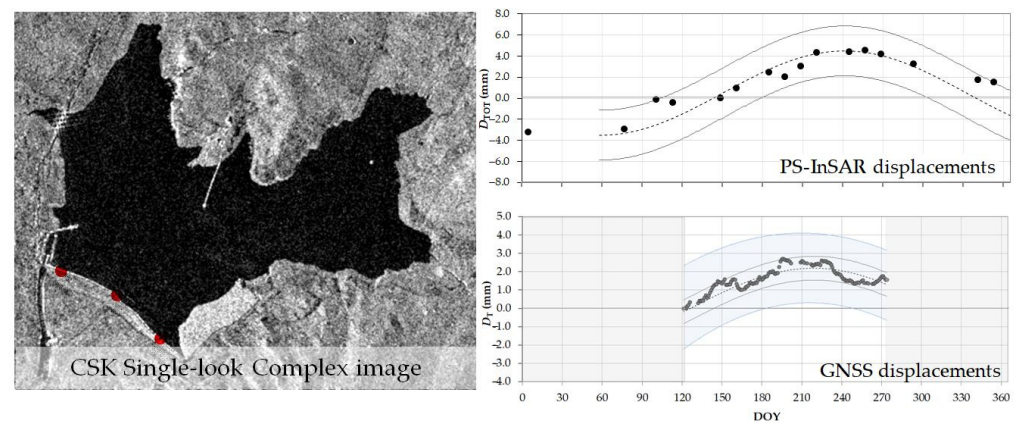 8.0
6.0
4.0
2.0
0.0
−2.0
−4.0
−6.0
−8.0
D_TOT (mm)
PS-InSAR displacements
5.0
4.0
3.0
2.0
1.0
0.0
−1.0
−2.0
−3.0
−4.0
D_T (mm)
GNSS displacements
0 30 60 90 120 150 180 210 240 270 300 330 360
DOY
CSK Single-look Complex image